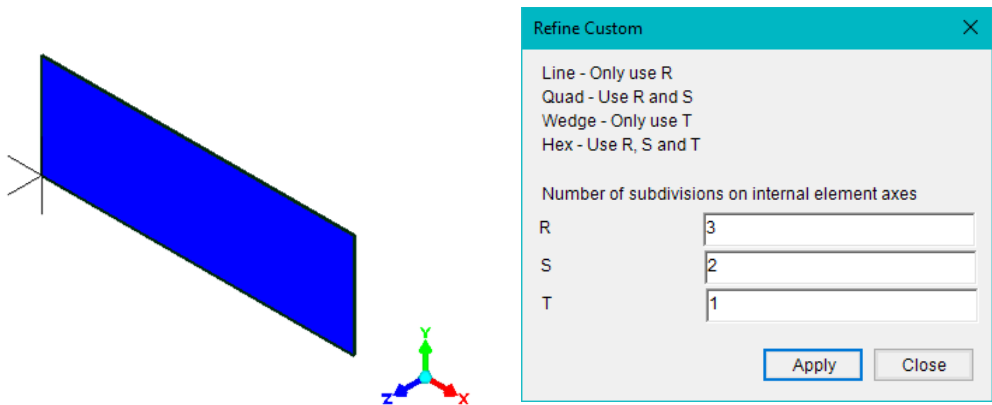 Y
Z
X
Refine Custom
Line - Only use R
Quad - Use R and S
Wedge - Only use T
Hex - Use R, S and T
Number of subdivisions on internal element axes
R 3
S 2
T 1
Apply Close